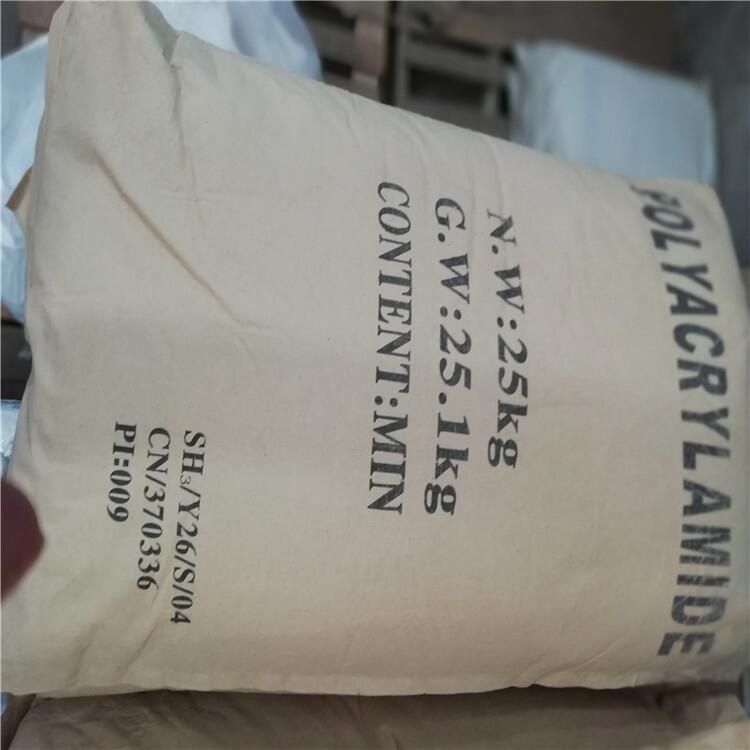 POLYACRYLAMIDE
N.W:25kg
G.W:25.1kg
CONTENT:MIN
SH3/Y26/S/04
CN/370336
PI:009